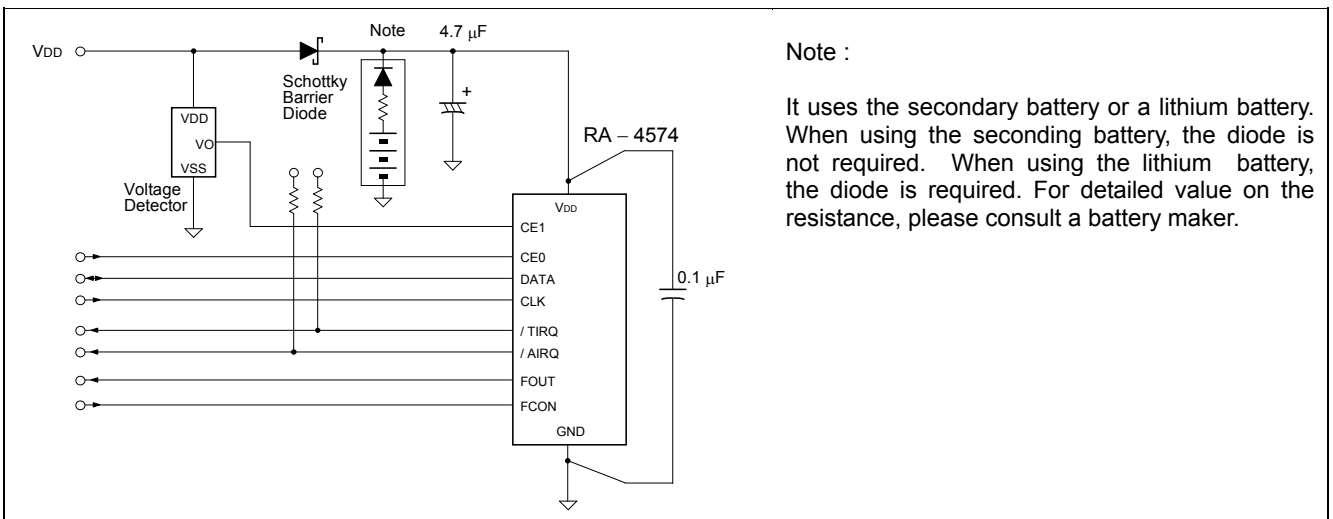 Note
4.7 μF
VDD
Schottky
Barrier
Diode
+
VDD
VO
VSS
Voltage
Detector
RA – 4574
VDD
CE1
CE0
DATA
CLK
/ TIRQ
/ AIRQ
FOUT
FCON
GND
0.1 μF
Note :
It uses the secondary battery or a lithium battery.
When using the seconding battery, the diode is
not required. When using the lithium battery,
the diode is required. For detailed value on the
resistance, please consult a battery maker.